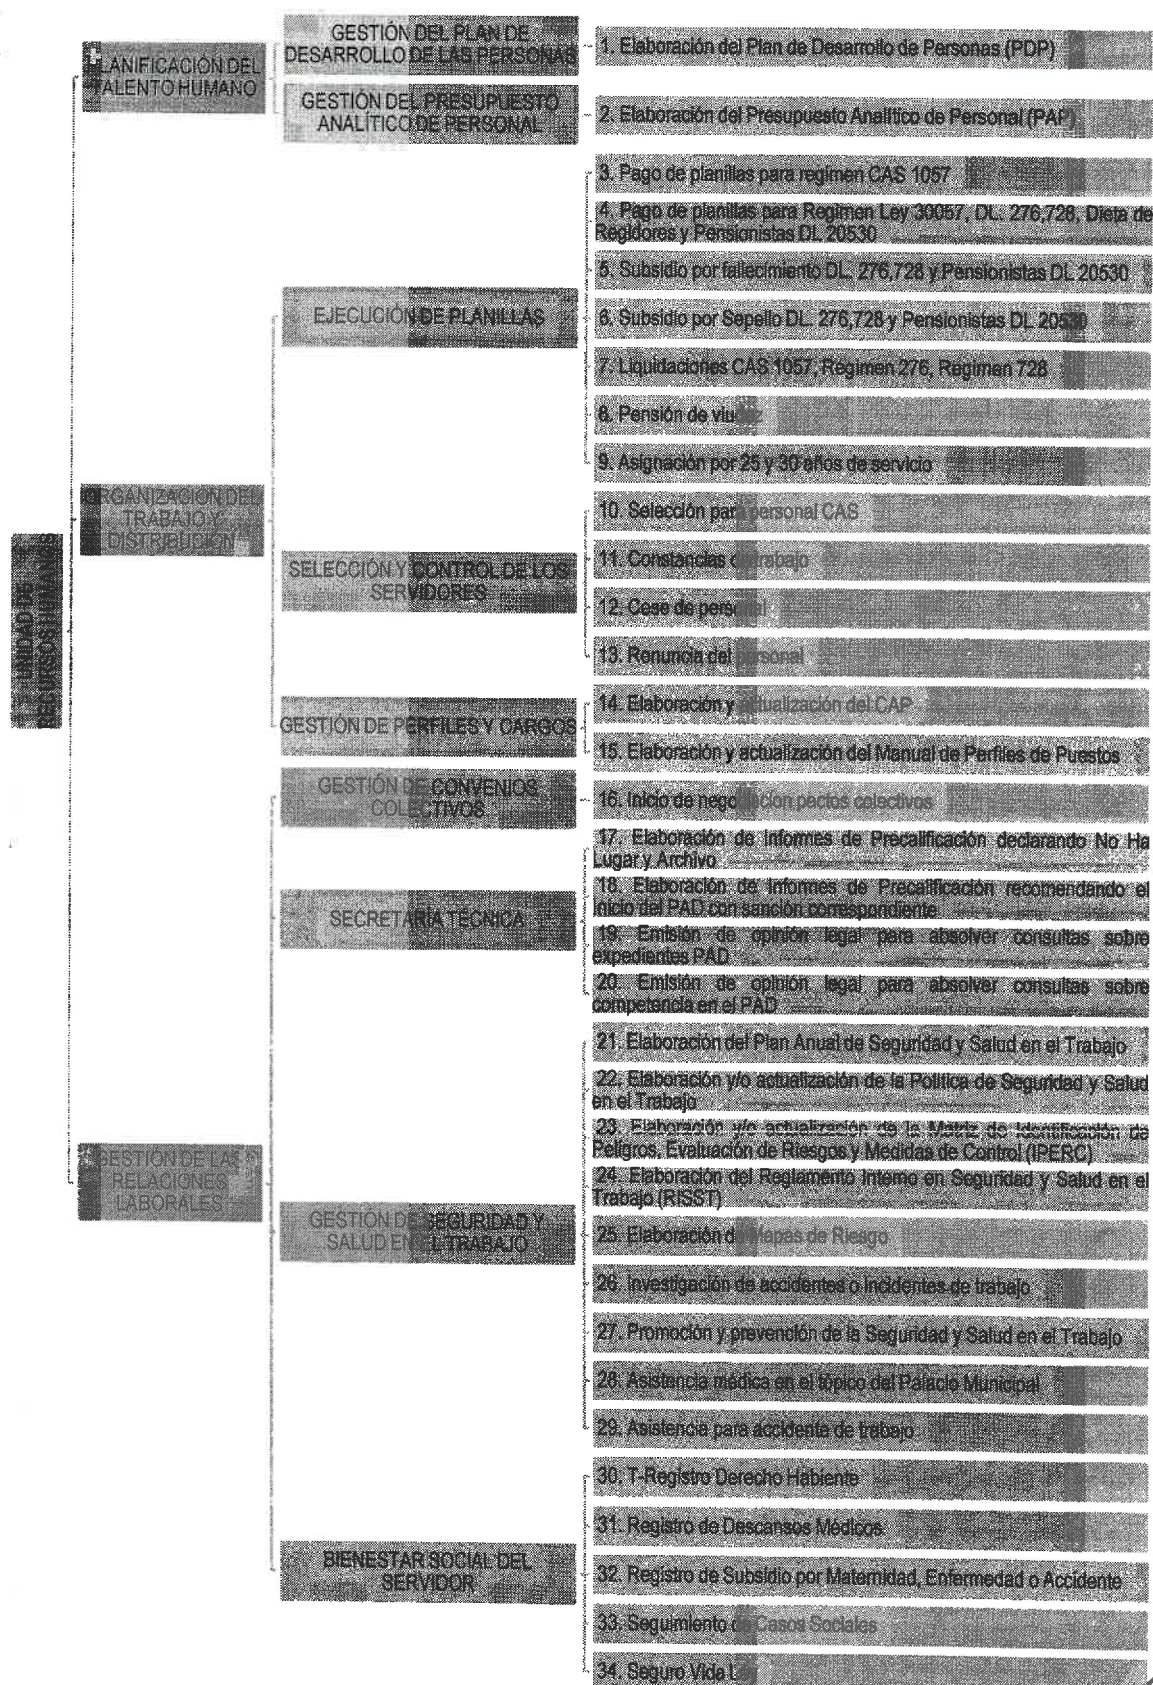 UNIDAD DE
RECURSOS HUMANOS
PLANIFICACIÓN DEL
TALENTO HUMANO
GESTIÓN DEL PLAN DE
DESARROLLO DE LAS PERSONAS
1. Elaboración del Plan de Desarrollo de Personas (PDP)
GESTIÓN DEL PRESUPUESTO
ANALÍTICO DE PERSONAL
2. Elaboración del Presupuesto Analítico de Personal (PAP)
ORGANIZACIÓN DEL
TRABAJO Y
DISTRIBUCIÓN
EJECUCIÓN DE PLANILLAS
3. Pago de planillas para regimen CAS 1057
4. Pago de planillas para Regimen Ley 30057, DL. 276,728, Dieta de
Regidores y Pensionistas DL 20530
5. Subsidio por fallecimiento DL. 276,728 y Pensionistas DL 20530
6. Subsidio por Sepelio DL. 276,728 y Pensionistas DL 20530
7. Liquidaciones CAS 1057, Régimen 276, Regimen 728
8. Pensión de viudez
9. Asignación por 25 y 30 años de servicio
SELECCIÓN Y CONTROL DE LOS
SERVIDORES
10. Selección para personal CAS
11. Constancias de trabajo
12. Cese de personal
13. Renuncia del personal
GESTIÓN DE PERFILES Y CARGOS
14. Elaboración y actualización del CAP
15. Elaboración y actualización del Manual de Perfiles de Puestos
GESTIÓN DE LAS
RELACIONES
LABORALES
GESTIÓN DE CONVENIOS
COLECTIVOS
16. Inicio de negociacion pactos colectivos
SECRETARÍA TÉCNICA
17. Elaboración de Informes de Precalificación declarando No Ha
Lugar y Archivo
18. Elaboración de Informes de Precalificación recomendando el
inicio del PAD con sanción correspondiente
19. Emisión de opinión legal para absolver consultas sobre
expedientes PAD
20. Emisión de opinión legal para absolver consultas sobre
competencia en el PAD
GESTIÓN DE SEGURIDAD Y
SALUD EN EL TRABAJO
21. Elaboración del Plan Anual de Seguridad y Salud en el Trabajo
22. Elaboración y/o actualización de la Política de Seguridad y Salud
en el Trabajo
23. Elaboración y/o actualización de la Matriz de Identificación de
Peligros, Evaluación de Riesgos y Medidas de Control (IPERC)
24. Elaboración del Reglamento Interno en Seguridad y Salud en el
Trabajo (RISST)
25. Elaboración de Mapas de Riesgo
26. Investigación de accidentes o incidentes de trabajo
27. Promoción y prevención de la Seguridad y Salud en el Trabajo
28. Asistencia médica en el tópico del Palacio Municipal
29. Asistencia para accidente de trabajo
BIENESTAR SOCIAL DEL
SERVIDOR
30. T-Registro Derecho Habiente
31. Registro de Descansos Médicos
32. Registro de Subsidio por Maternidad, Enfermedad o Accidente
33. Seguimiento de Casos Sociales
34. Seguro Vida Ley